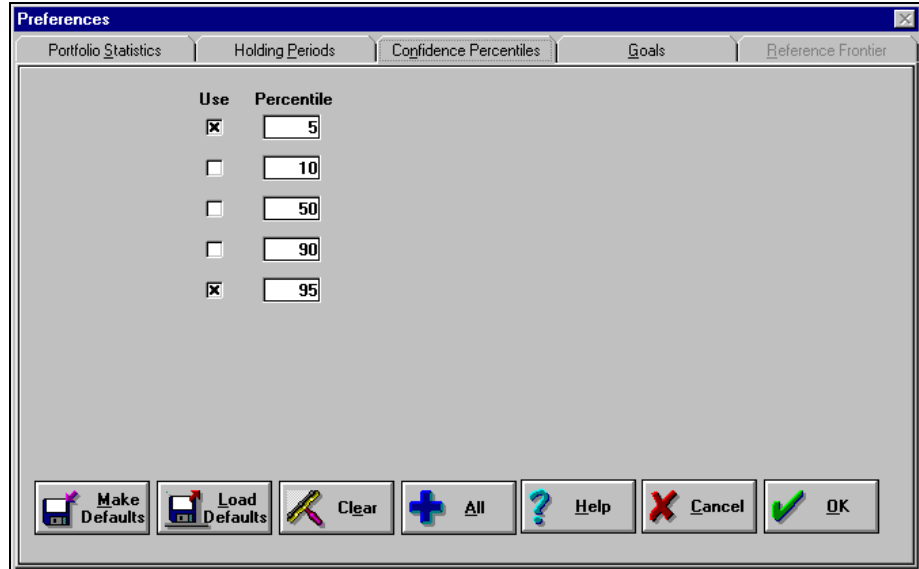 Preferences
Portfolio Statistics
Holding Periods
Confidence Percentiles
Goals
Reference Frontier
Use Percentile
5
10
50
90
95
Make Defaults
Load Defaults
Clear
All
Help
Cancel
OK